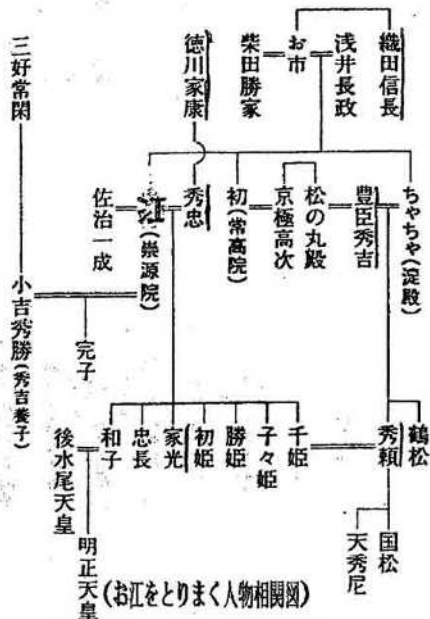 織田信長
浅井長政
お市
柴田勝家
徳川家康
三好常閑
ちゃちゃ(淀殿)
豊臣秀吉
松の丸殿
京極高次
初(常高院)
秀忠
江(崇源院)
佐治一成
小吉秀勝(秀吉養子)
完子
鶴松
秀頼
千姫
子々姫
勝姫
初姫
家光
忠長
和子
後水尾天皇
国松
天秀尼
明正天皇
(お江をとりまく人物相関図)